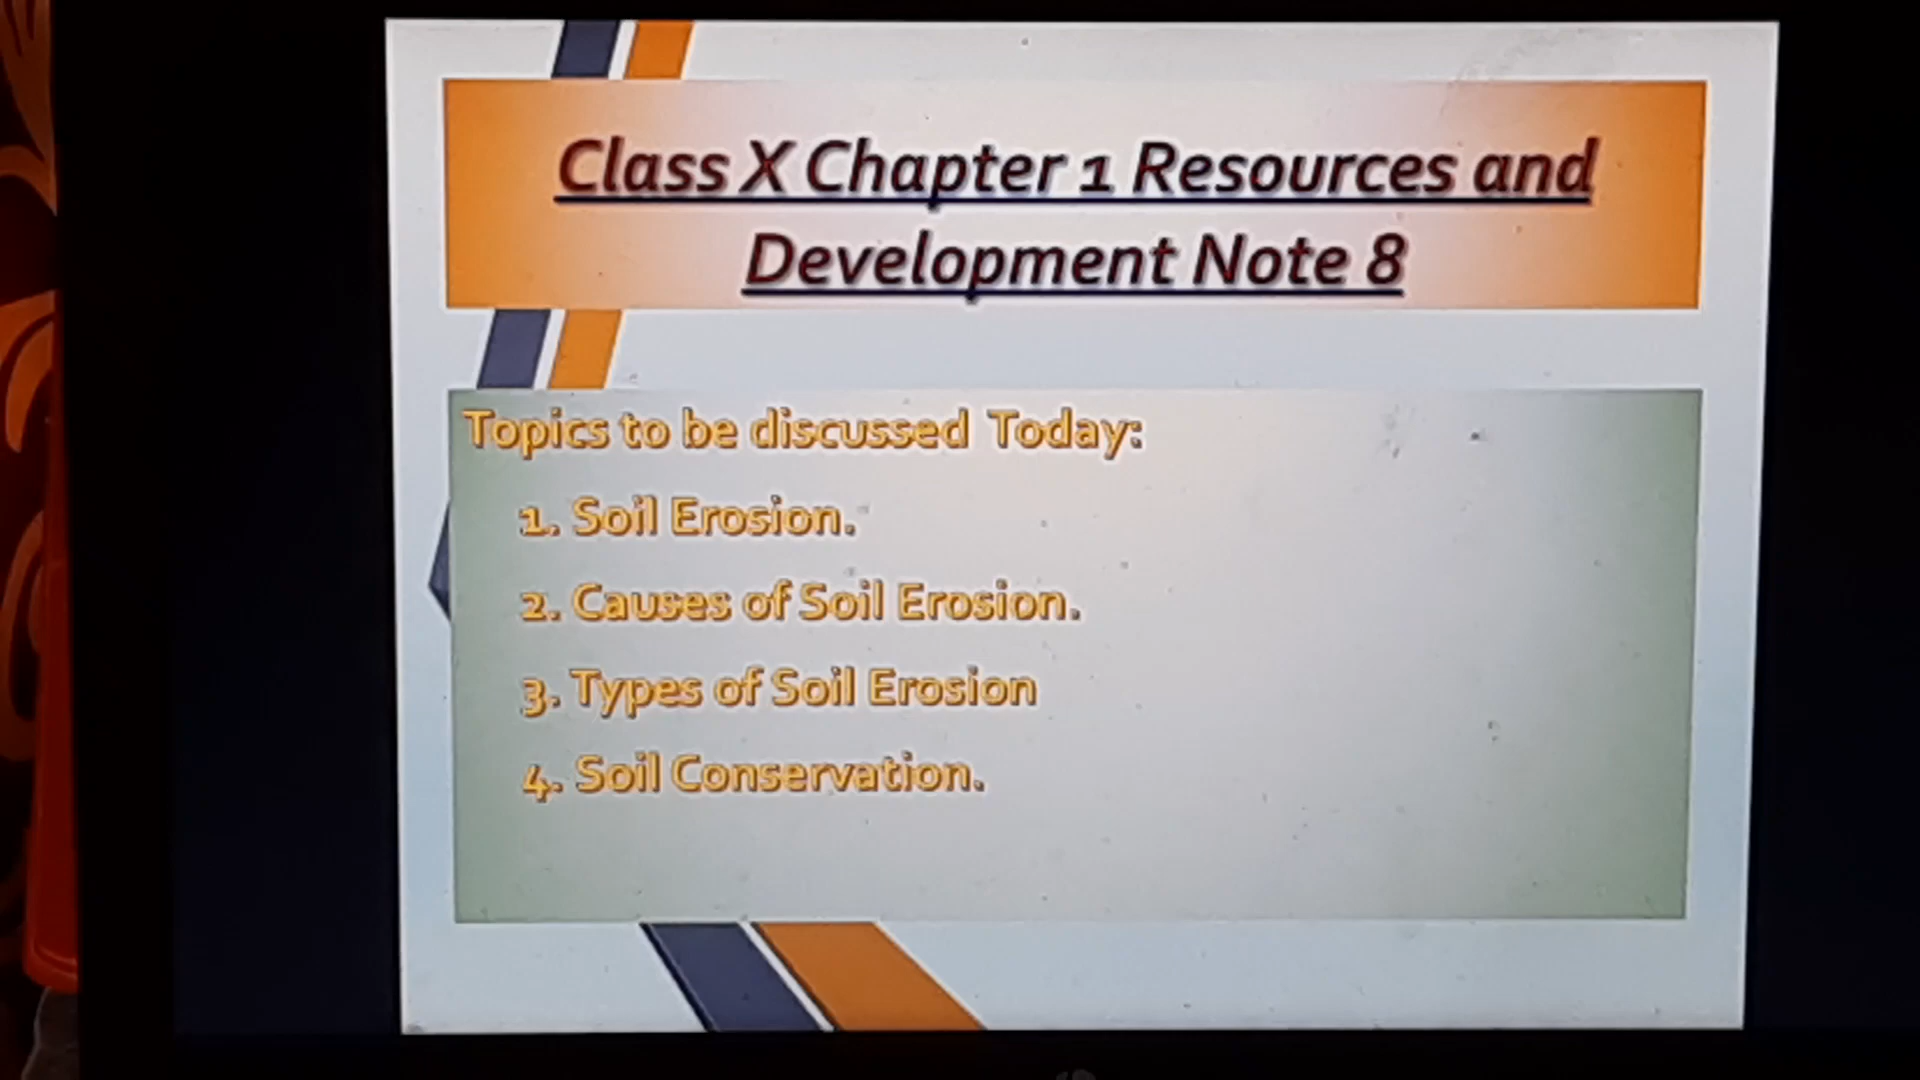 Class X Chapter 1 Resources and
Development Note 8
Topics to be discussed Today:
1. Soil Erosion.
2. Causes of Soil Erosion.
3. Types of Soil Erosion
4. Soil Conservation.